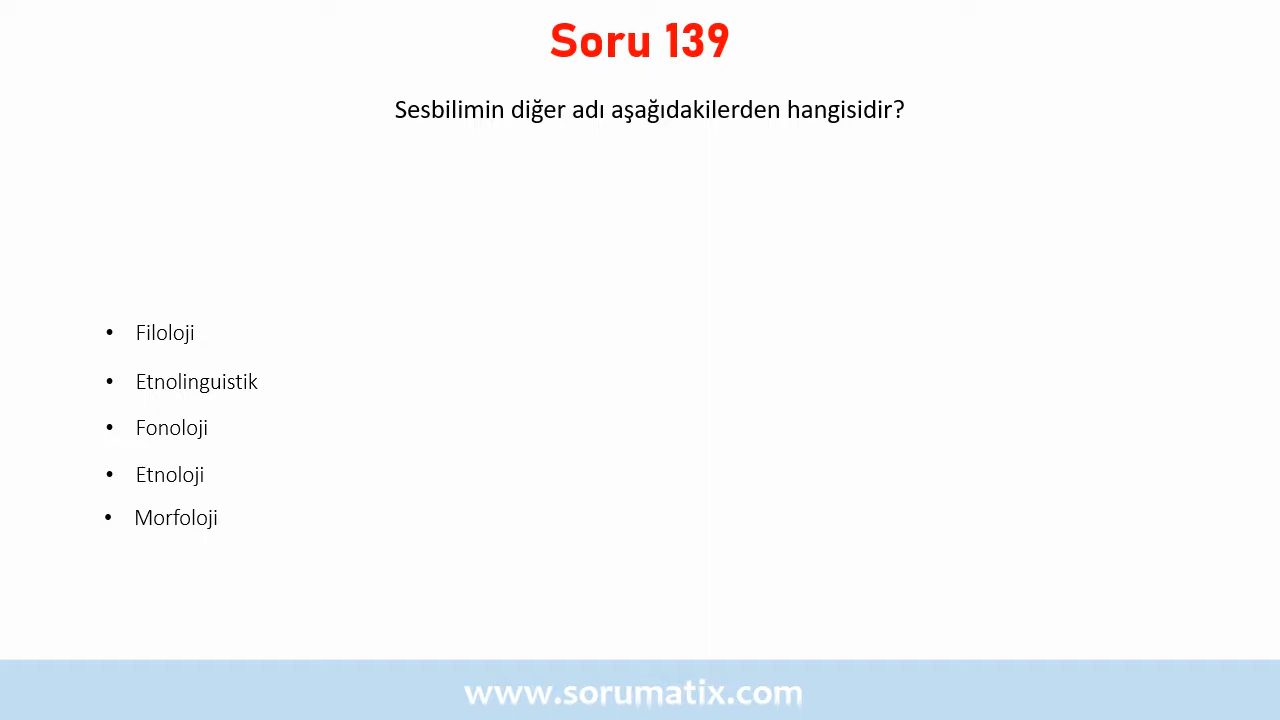 Soru 139
Sesbilimin diğer adı aşağıdakilerden hangisidir?
• Filoloji
• Etnolinguistik
• Fonoloji
• Etnoloji
• Morfoloji
www.sorumatix.com